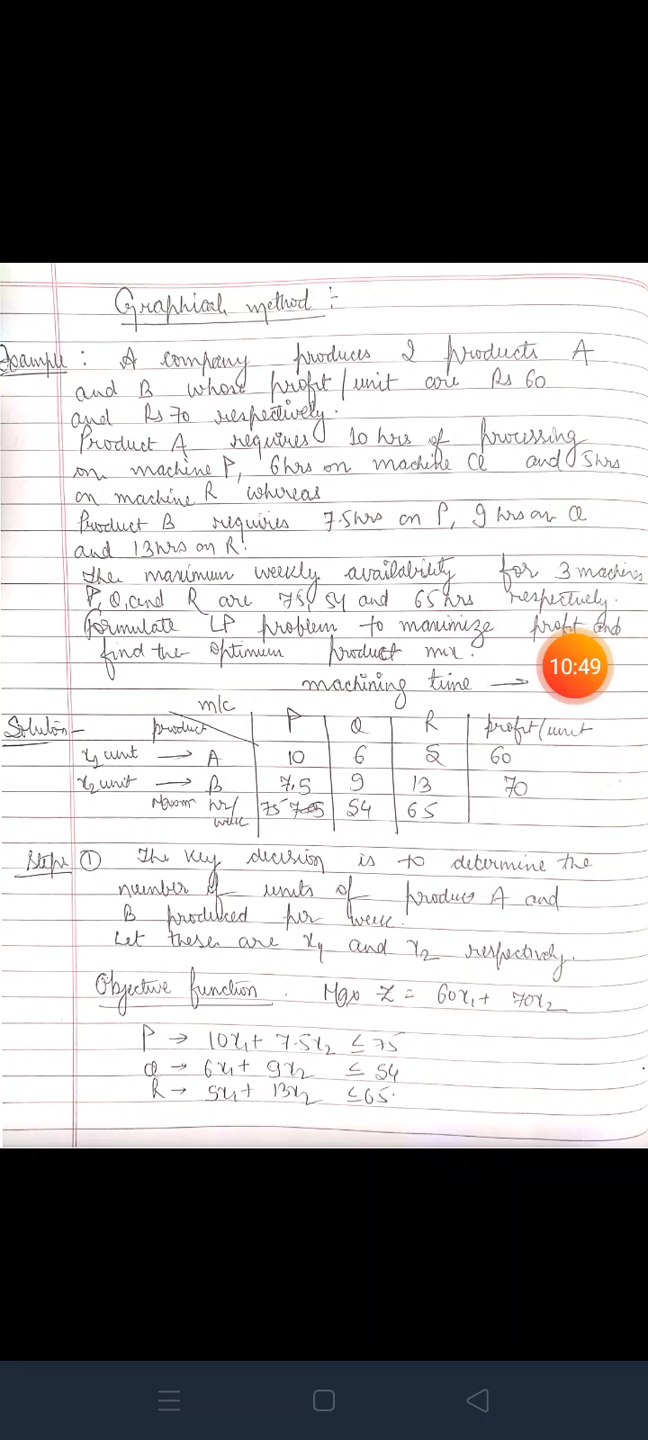 Graphical method :-
Example : A company produces 2 products A
and B whose profit/unit are Rs 60
and Rs 70 respectively.
Product A requires 10 hrs of processing
on machine P, 6hrs on machine Q and 5hrs
on machine R whereas
Product B requires 7.5hrs on P, 9 hrs on Q
and 13hrs on R.
The maximum weekly availability for 3 machines
P, Q, and R are 75, 54 and 65 hrs respectively.
Formulate LP problem to maximize profit and
find the optimum product mix.
10:49
machining time →
Solution- product m/c P Q R profit/unit
x1 unit → A 10 6 5 60
x2 unit → B 7.5 9 13 70
hr/week 75 54 65
Step ① The key decision is to determine the
number of units of product A and
B produced per week.
Let these are x1 and x2 respectively.
Objective function. Max Z = 60x1 + 70x2
P → 10x1 + 7.5x2 ≤ 75
Q → 6x1 + 9x2 ≤ 54
R → 5x1 + 13x2 ≤ 65.